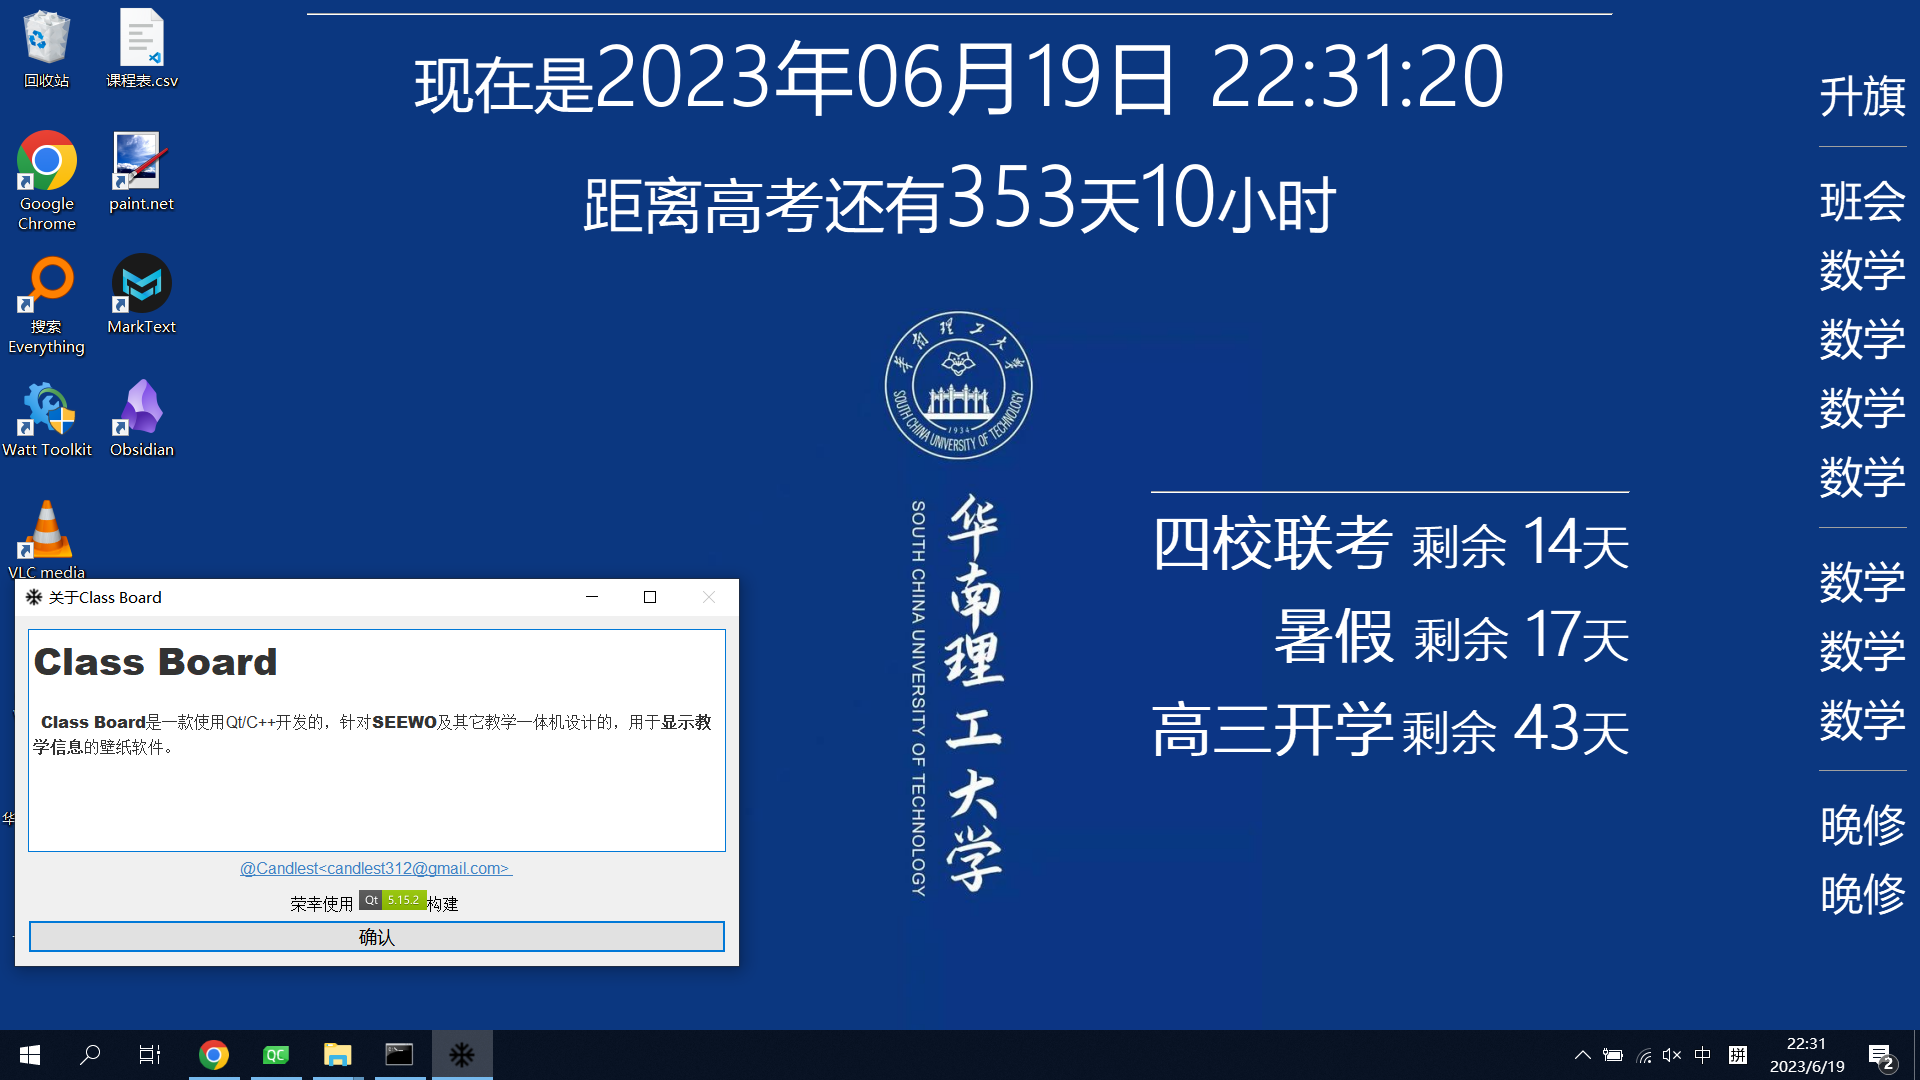 回收站
课程表.csv
Google
Chrome
paint.net
搜索
Everything
MarkText
Watt Toolkit
Obsidian
VLC media
现在是2023年06月19日 22:31:20
距离高考还有353天10小时
华南理工大学
SOUTH CHINA UNIVERSITY OF TECHNOLOGY
1934
华南理工大学
SOUTH CHINA UNIVERSITY OF TECHNOLOGY
四校联考 剩余 14天
暑假 剩余 17天
高三开学 剩余 43天
升旗
班会
数学
数学
数学
数学
数学
数学
数学
晚修
晚修
关于Class Board
Class Board
Class Board是一款使用Qt/C++开发的，针对SEEWO及其它教学一体机设计的，用于显示教
学信息的壁纸软件。
@Candlest<candlest312@gmail.com>
荣幸使用 Qt 5.15.2 构建
确认
华
QC
中
拼
22:31
2023/6/19
2